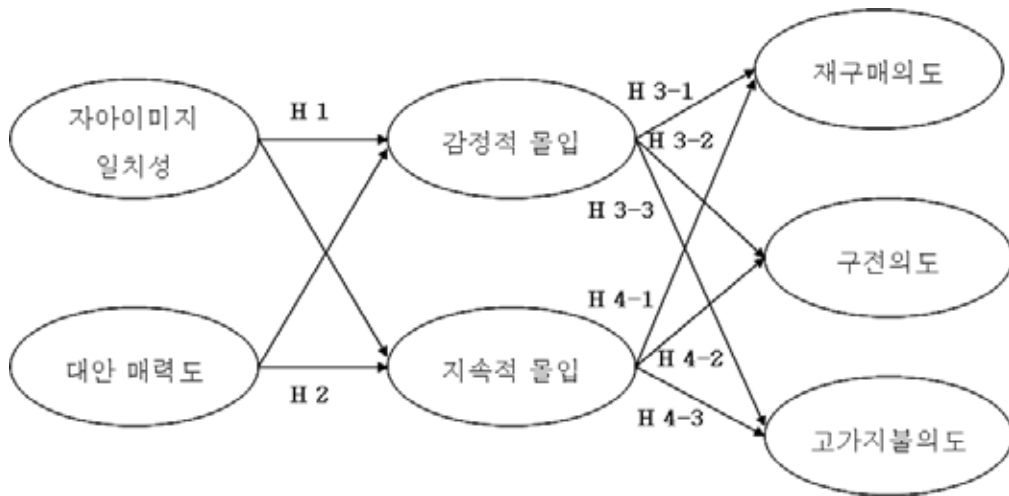 자아이미지
일치성
H 1
감정적 몰입
H 3-1
H 3-2
H 3-3
재구매의도
구전의도
대안 매력도
H 2
지속적 몰입
H 4-1
H 4-2
H 4-3
고가지불의도